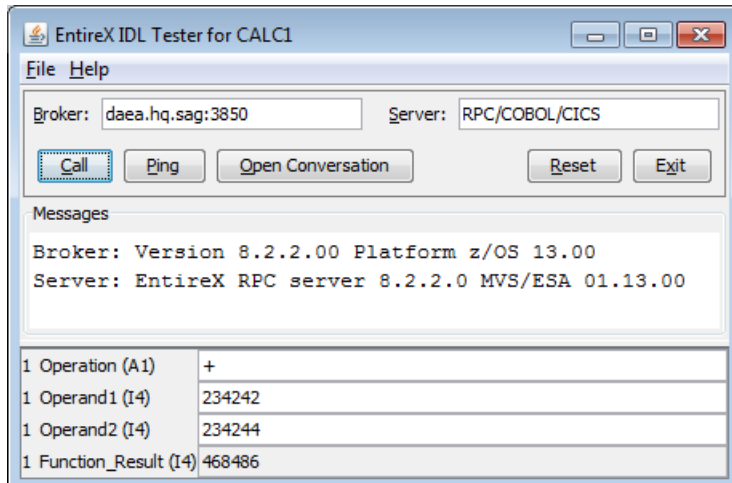 EntireX IDL Tester for CALC1
File Help
Broker: daea.hq.sag:3850 Server: RPC/COBOL/CICS
Call Ping Open Conversation Reset Exit
Messages
Broker: Version 8.2.2.00 Platform z/OS 13.00
Server: EntireX RPC server 8.2.2.0 MVS/ESA 01.13.00
1 Operation (A1) +
1 Operand1 (I4) 234242
1 Operand2 (I4) 234244
1 Function_Result (I4) 468486